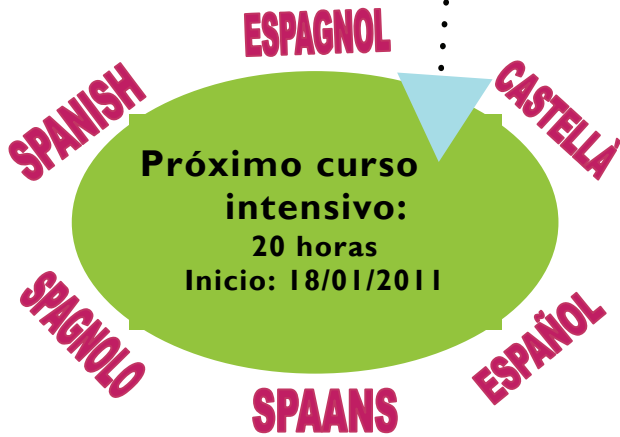 ESPAGNOL
SPANISH
CASTELLÀ
Próximo curso
intensivo:
20 horas
Inicio: 18/01/2011
SPAGNOLO
ESPAÑOL
SPAANS